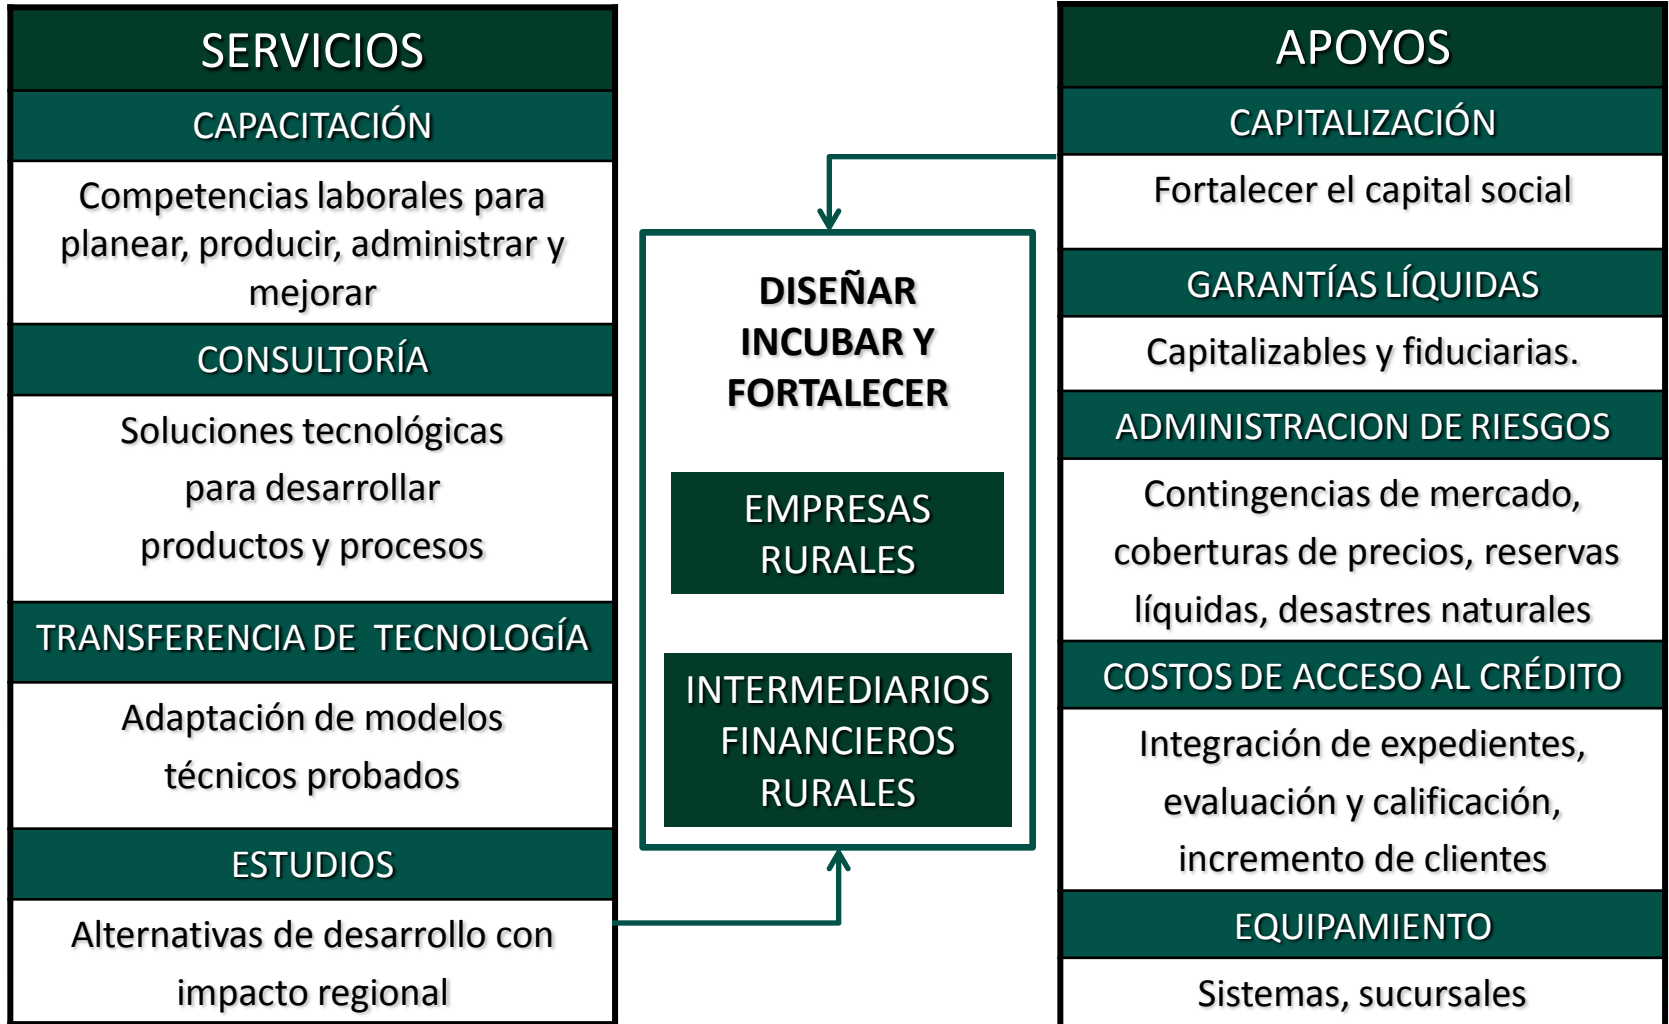 SERVICIOS
CAPACITACIÓN
Competencias laborales para
planear, producir, administrar y
mejorar
CONSULTORÍA
Soluciones tecnológicas
para desarrollar
productos y procesos
TRANSFERENCIA DE TECNOLOGÍA
Adaptación de modelos
técnicos probados
ESTUDIOS
Alternativas de desarrollo con
impacto regional
DISEÑAR
INCUBAR Y
FORTALECER
EMPRESAS
RURALES
INTERMEDIARIOS
FINANCIEROS
RURALES
APOYOS
CAPITALIZACIÓN
Fortalecer el capital social
GARANTÍAS LÍQUIDAS
Capitalizables y fiduciarias.
ADMINISTRACION DE RIESGOS
Contingencias de mercado,
coberturas de precios, reservas
líquidas, desastres naturales
COSTOS DE ACCESO AL CRÉDITO
Integración de expedientes,
evaluación y calificación,
incremento de clientes
EQUIPAMIENTO
Sistemas, sucursales